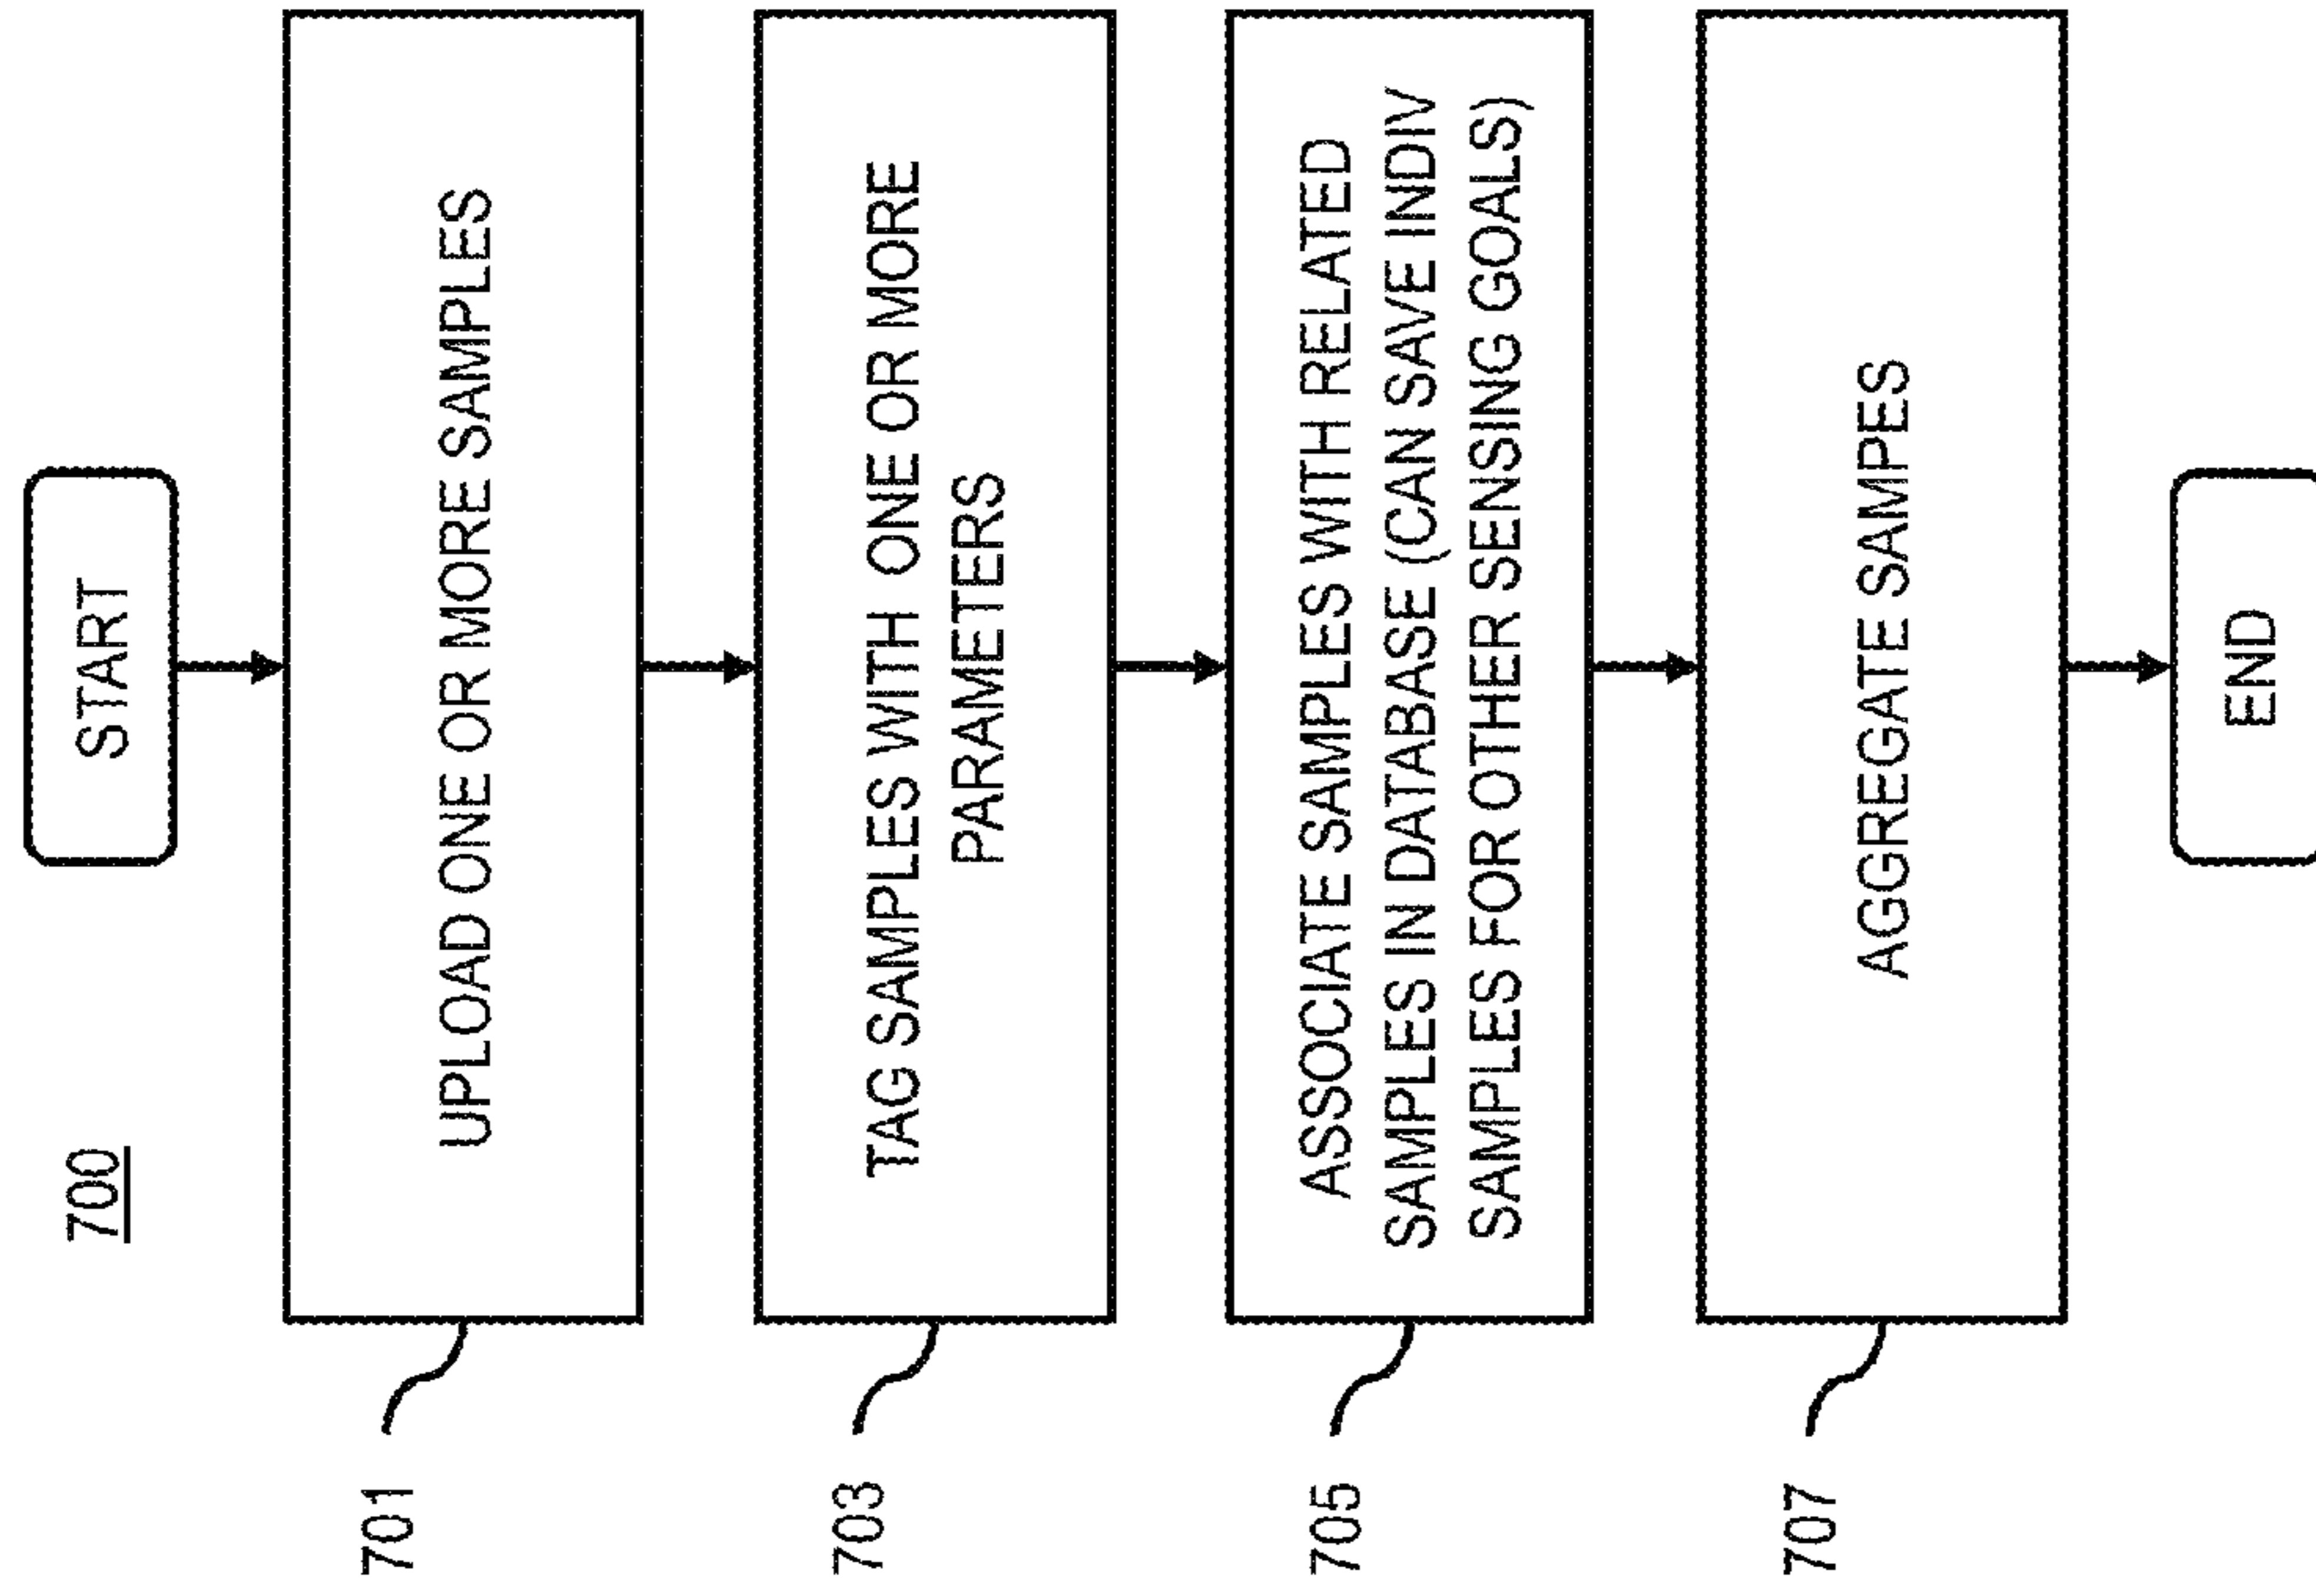 700
START
701
UPLOAD ONE OR MORE SAMPLES
703
TAG SAMPLES WITH ONE OR MORE
PARAMETERS
705
ASSOCIATE SAMPLES WITH RELATED
SAMPLES IN DATABASE (CAN SAVE INDIV
SAMPLES FOR OTHER SENSING GOALS)
707
AGGREGATE SAMPES
END